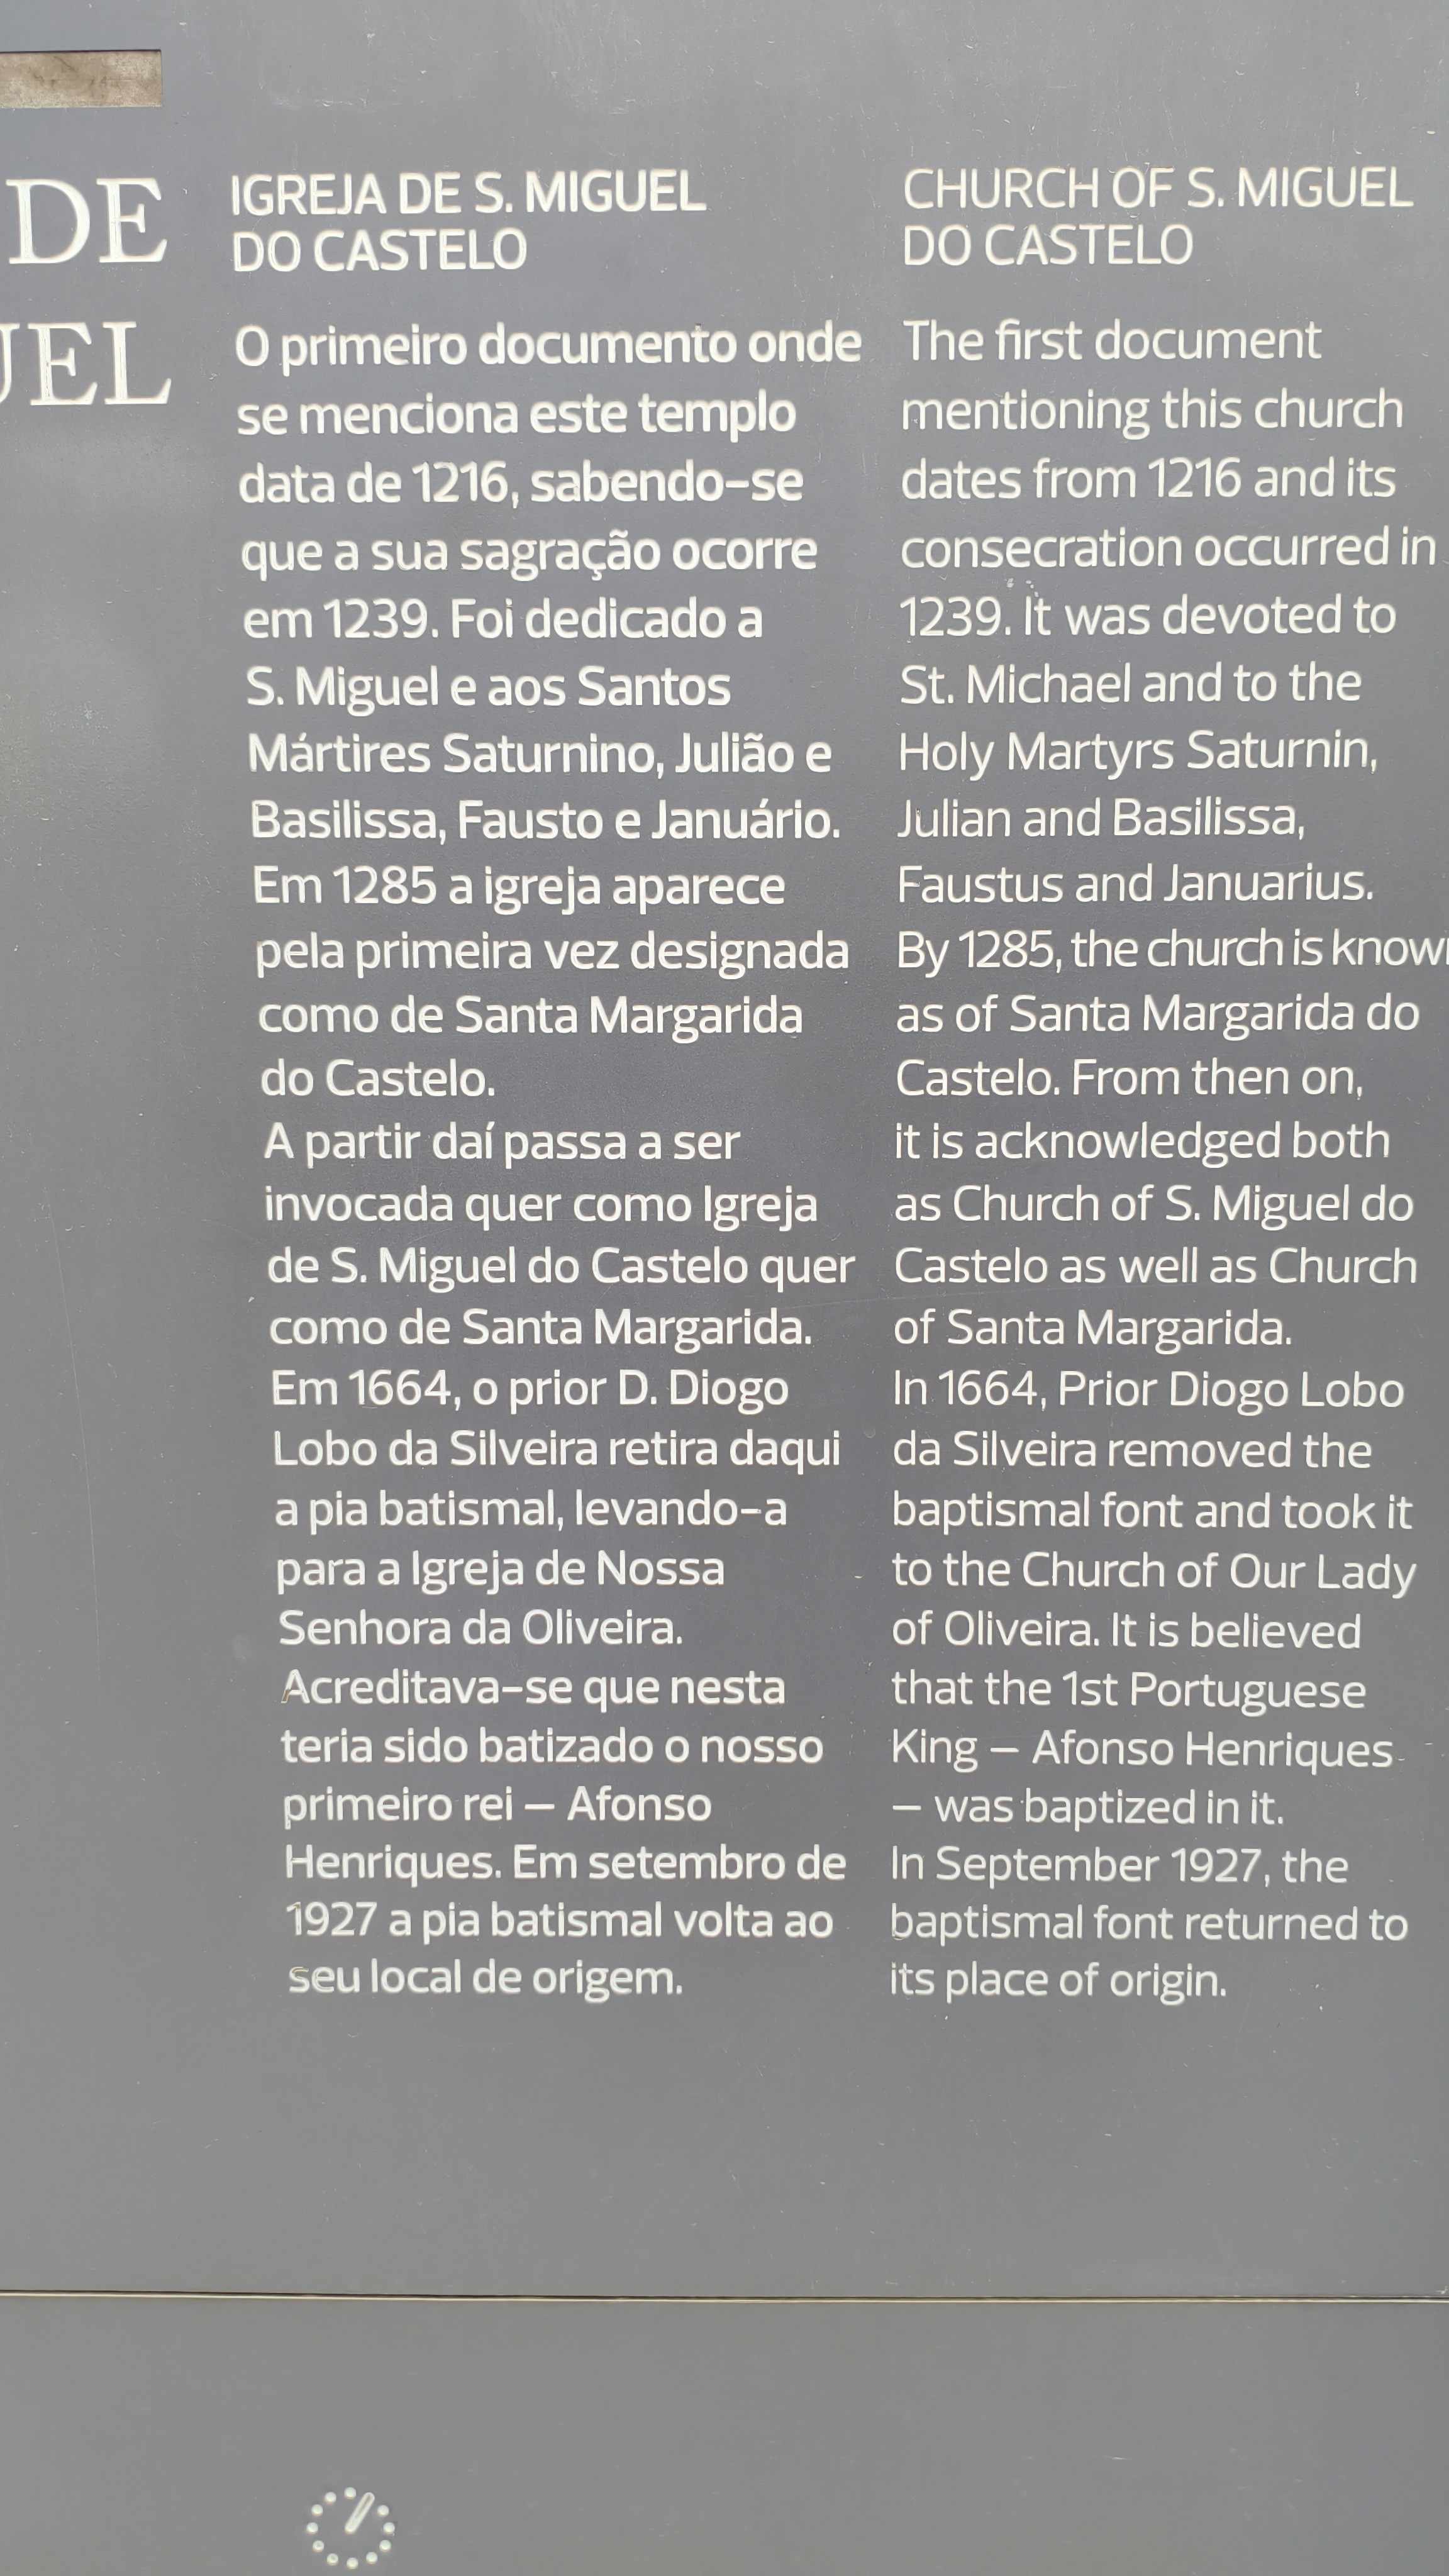 DE
UEL
IGREJA DE S. MIGUEL
DO CASTELO
O primeiro documento onde
se menciona este templo
data de 1216, sabendo-se
que a sua sagração ocorre
em 1239. Foi dedicado a
S. Miguel e aos Santos
Mártires Saturnino, Julião e
Basilissa, Fausto e Januário.
Em 1285 a igreja aparece
pela primeira vez designada
como de Santa Margarida
do Castelo.
A partir daí passa a ser
invocada quer como Igreja
de S. Miguel do Castelo quer
como de Santa Margarida.
Em 1664, o prior D. Diogo
Lobo da Silveira retira daqui
a pia batismal, levando-a
para a Igreja de Nossa
Senhora da Oliveira.
Acreditava-se que nesta
teria sido batizado o nosso
primeiro rei – Afonso
Henriques. Em setembro de
1927 a pia batismal volta ao
seu local de origem.
CHURCH OF S. MIGUEL
DO CASTELO
The first document
mentioning this church
dates from 1216 and its
consecration occurred in
1239. It was devoted to
St. Michael and to the
Holy Martyrs Saturnin,
Julian and Basilissa,
Faustus and Januarius.
By 1285, the church is know
as of Santa Margarida do
Castelo. From then on,
it is acknowledged both
as Church of S. Miguel do
Castelo as well as Church
of Santa Margarida.
In 1664, Prior Diogo Lobo
da Silveira removed the
baptismal font and took it
to the Church of Our Lady
of Oliveira. It is believed
that the 1st Portuguese
King – Afonso Henriques
– was baptized in it.
In September 1927, the
baptismal font returned to
its place of origin.